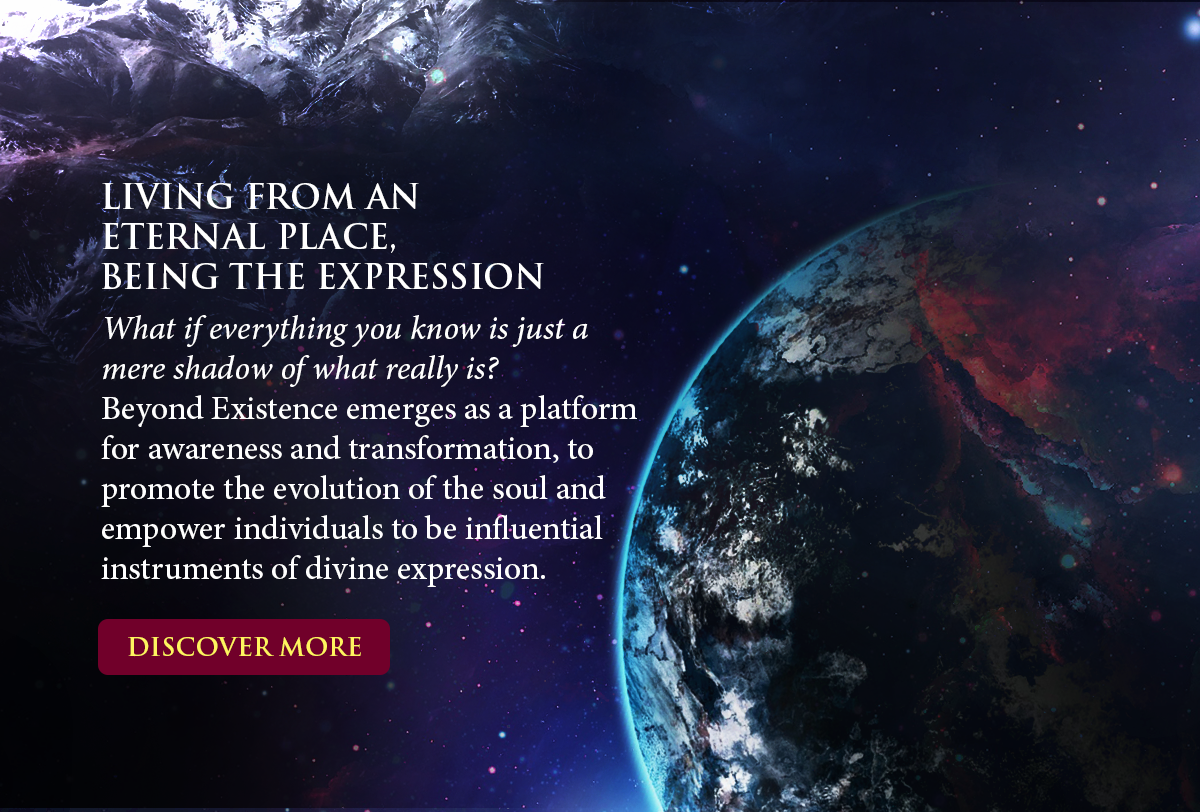 LIVING FROM AN
ETERNAL PLACE,
BEING THE EXPRESSION
What if everything you know is just a
mere shadow of what really is?
Beyond Existence emerges as a platform
for awareness and transformation, to
promote the evolution of the soul and
empower individuals to be influential
instruments of divine expression.
DISCOVER MORE